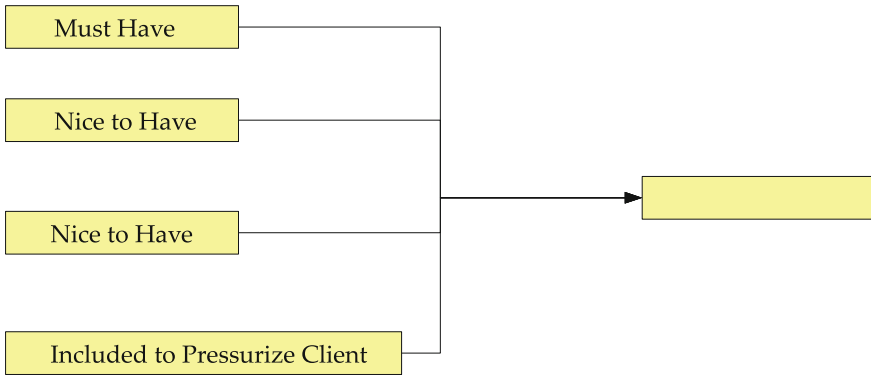 Must Have
Nice to Have
Nice to Have
Included to Pressurize Client